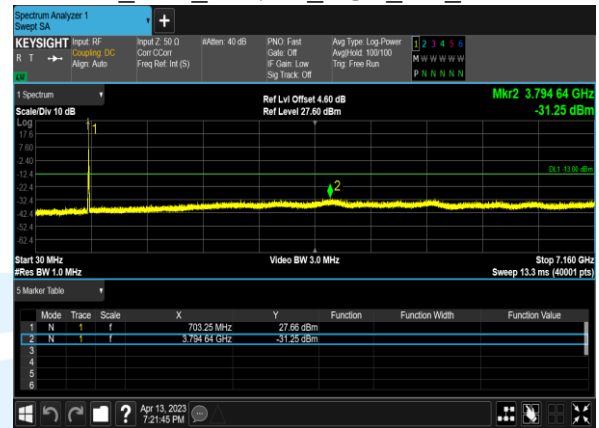 Spectrum Analyzer 1
Swept SA
KEYSIGHT Input: RF Input Z: 50 Ω #Atten: 40 dB PNO: Fast Avg Type: Log-Power 1 2 3 4 5 6
R T Coupling: DC Corr CCorr Gate: Off Avg|Hold: 100/100 M W W W W W
Align: Auto Freq Ref: Int (S) IF Gain: Low Trig: Free Run
Sig Track: Off P N N N N N
LVI
1 Spectrum Ref Lvl Offset 4.60 dB Mkr2 3.794 64 GHz
Scale/Div 10 dB Ref Level 27.60 dBm -31.25 dBm
Log
1
17.6
7.60
-2.40
DL1 -13.00 dBm
-12.4
2
-22.4
-32.4
-42.4
-52.4
-62.4
Start 30 MHz Video BW 3.0 MHz Stop 7.160 GHz
#Res BW 1.0 MHz Sweep 13.3 ms (40001 pts)
5 Marker Table
Mode Trace Scale X Y Function Function Width Function Value
1 N 1 f 703.25 MHz 27.66 dBm
2 N 1 f 3.794 64 GHz -31.25 dBm
3
4
5
6
? Apr 13, 2023
7:21:45 PM